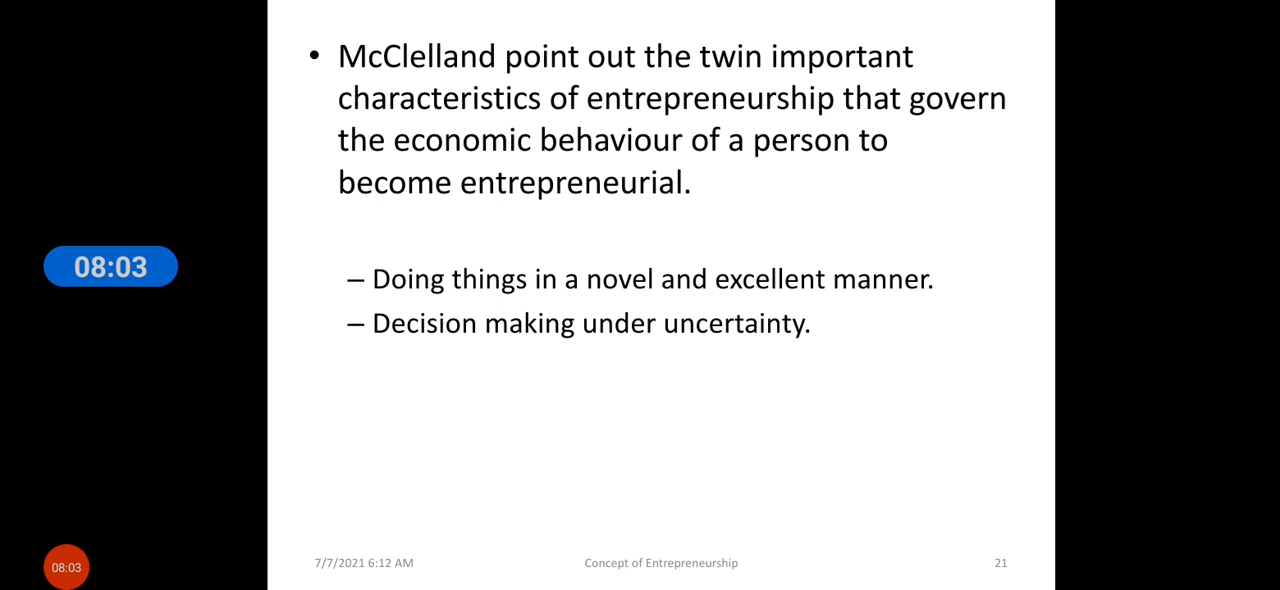 • McClelland point out the twin important
characteristics of entrepreneurship that govern
the economic behaviour of a person to
become entrepreneurial.
08:03
– Doing things in a novel and excellent manner.
– Decision making under uncertainty.
08:03
7/7/2021 6:12 AM
Concept of Entrepreneurship
21